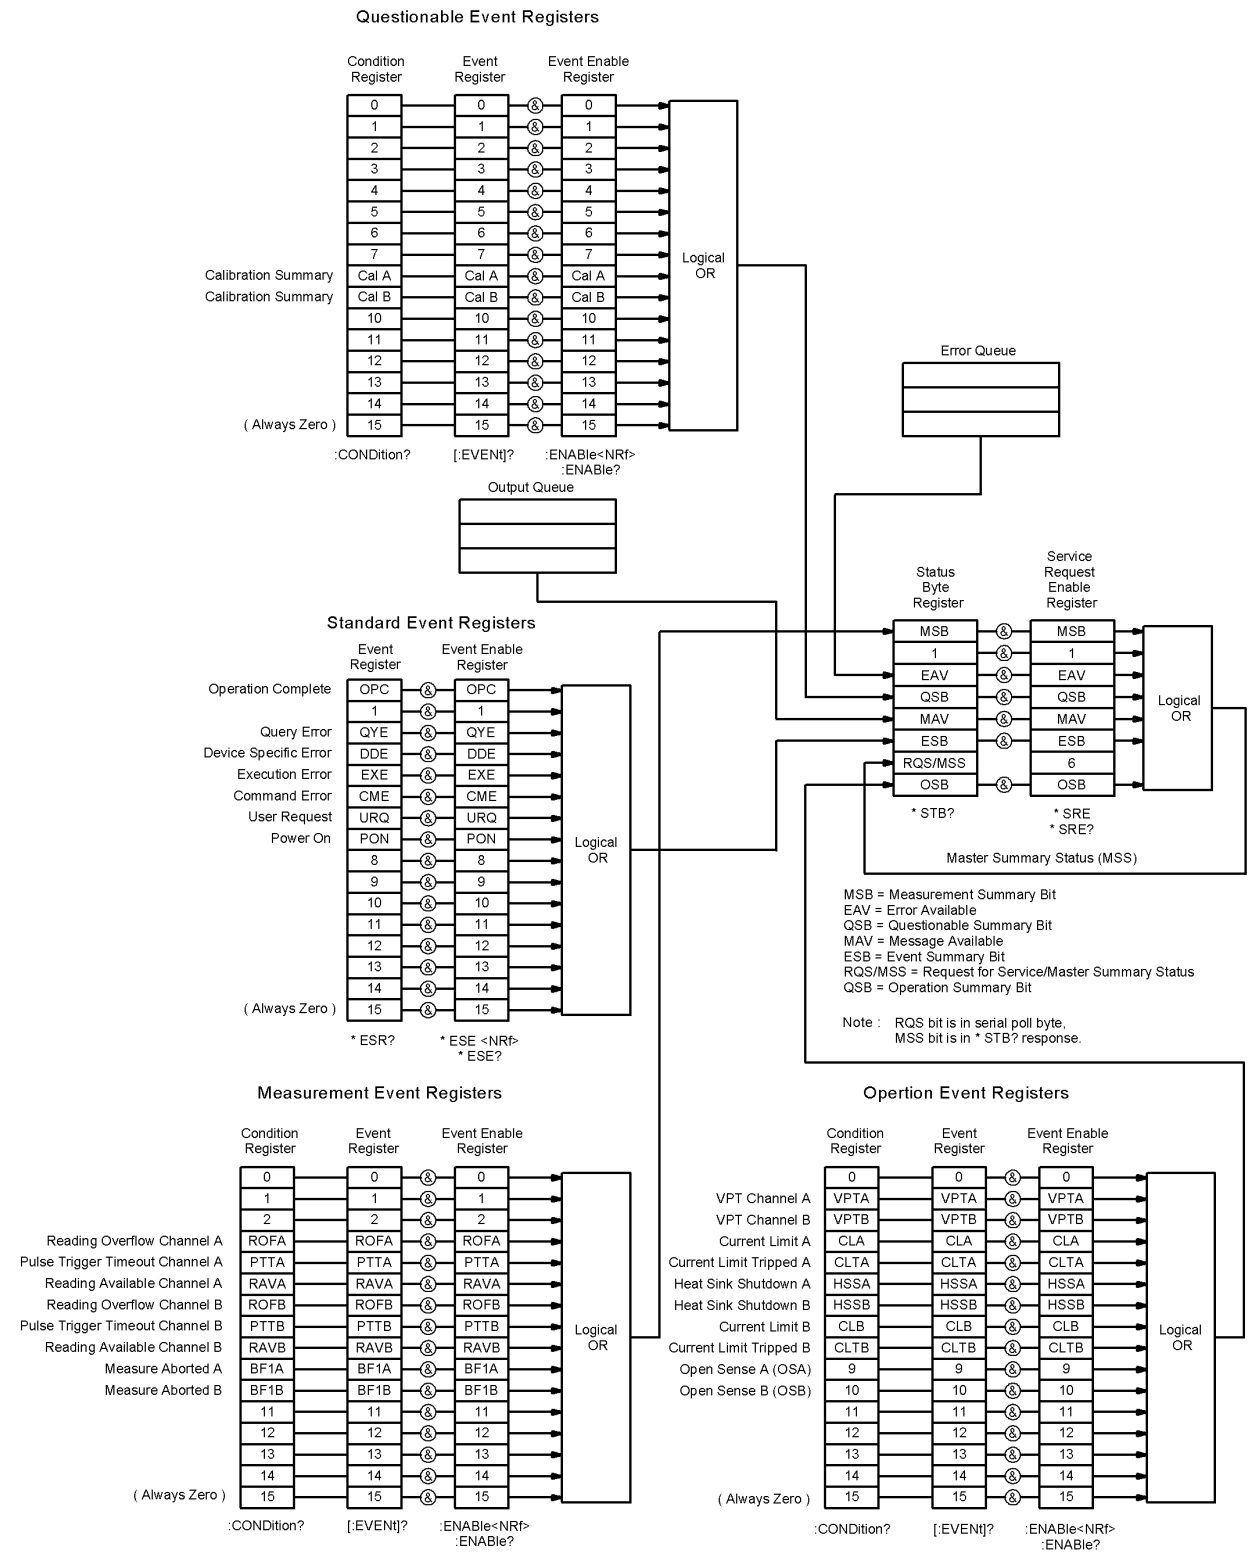 Questionable Event Registers
Condition Register
Event Register
Event Enable Register
0 0 & 0
1 1 & 1
2 2 & 2
3 3 & 3
4 4 & 4
5 5 & 5
6 6 & 6
7 7 & 7
Calibration Summary Cal A Cal A & Cal A
Calibration Summary Cal B Cal B & Cal B
10 10 & 10
11 11 & 11
12 12 & 12
13 13 & 13
14 14 & 14
( Always Zero ) 15 15 & 15
Logical
OR
:CONDition? [:EVENt]? :ENABle<NRf>
:ENABle?
Error Queue
Output Queue
Standard Event Registers
Event Register
Event Enable Register
Operation Complete OPC & OPC
1 & 1
Query Error QYE & QYE
Device Specific Error DDE & DDE
Execution Error EXE & EXE
Command Error CME & CME
User Request URQ & URQ
Power On PON & PON
8 & 8
9 & 9
10 & 10
11 & 11
12 & 12
13 & 13
14 & 14
( Always Zero ) 15 & 15
Logical
OR
* ESR? * ESE <NRf>
* ESE?
Status
Byte
Register
Service
Request
Enable
Register
MSB & MSB
1 & 1
EAV & EAV
QSB & QSB
MAV & MAV
ESB & ESB
RQS/MSS 6
OSB & OSB
Logical
OR
* STB? * SRE
* SRE?
Master Summary Status (MSS)
MSB = Measurement Summary Bit
EAV = Error Available
QSB = Questionable Summary Bit
MAV = Message Available
ESB = Event Summary Bit
RQS/MSS = Request for Service/Master Summary Status
QSB = Operation Summary Bit
Note : RQS bit is in serial poll byte,
MSS bit is in * STB? response.
Measurement Event Registers
Condition Register
Event Register
Event Enable Register
0 0 & 0
1 1 & 1
2 2 & 2
Reading Overflow Channel A ROFA ROFA & ROFA
Pulse Trigger Timeout Channel A PTTA PTTA & PTTA
Reading Available Channel A RAVA RAVA & RAVA
Reading Overflow Channel B ROFB ROFB & ROFB
Pulse Trigger Timeout Channel B PTTB PTTB & PTTB
Reading Available Channel B RAVB RAVB & RAVB
Measure Aborted A BF1A BF1A & BF1A
Measure Aborted B BF1B BF1B & BF1B
11 11 & 11
12 12 & 12
13 13 & 13
14 14 & 14
( Always Zero ) 15 15 & 15
Logical
OR
:CONDition? [:EVENt]? :ENABle<NRf>
:ENABle?
Opertion Event Registers
Condition Register
Event Register
Event Enable Register
0 0 & 0
VPT Channel A VPTA VPTA & VPTA
VPT Channel B VPTB VPTB & VPTB
Current Limit A CLA CLA & CLA
Current Limit Tripped A CLTA CLTA & CLTA
Heat Sink Shutdown A HSSA HSSA & HSSA
Heat Sink Shutdown B HSSB HSSB & HSSB
Current Limit B CLB CLB & CLB
Current Limit Tripped B CLTB CLTB & CLTB
Open Sense A (OSA) 9 9 & 9
Open Sense B (OSB) 10 10 & 10
11 11 & 11
12 12 & 12
13 13 & 13
14 14 & 14
( Always Zero ) 15 15 & 15
Logical
OR
:CONDition? [:EVENt]? :ENABle<NRf>
:ENABle?